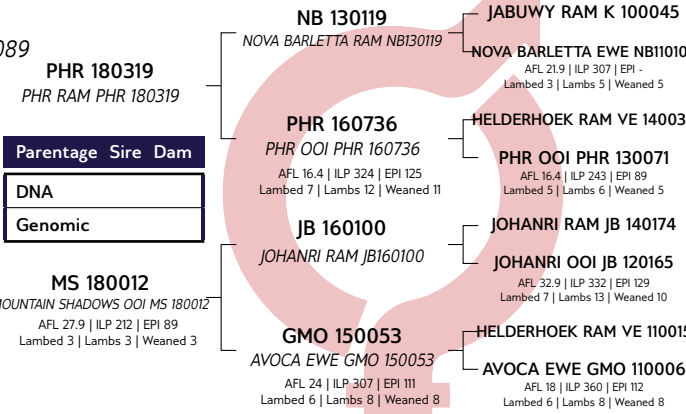 089
PHR 180319
PHR RAM PHR 180319
Parentage Sire Dam
DNA
Genomic
MS 180012
MOUNTAIN SHADOWS OOI MS 180012
AFL 27.9 | ILP 212 | EPI 89
Lambed 3 | Lambs 3 | Weaned 3
NB 130119
NOVA BARLETTA RAM NB130119
PHR 160736
PHR OOI PHR 160736
AFL 16.4 | ILP 324 | EPI 125
Lambed 7 | Lambs 12 | Weaned 11
JB 160100
JOHANRI RAM JB160100
GMO 150053
AVOCA EWE GMO 150053
AFL 24 | ILP 307 | EPI 111
Lambed 6 | Lambs 8 | Weaned 8
JABUWY RAM K 100045
NOVA BARLETTA EWE NB11010
AFL 21.9 | ILP 307 | EPI -
Lambed 3 | Lambs 5 | Weaned 5
HELDERHOEK RAM VE 14003
PHR OOI PHR 130071
AFL 16.4 | ILP 243 | EPI 89
Lambed 5 | Lambs 6 | Weaned 5
JOHANRI RAM JB 140174
JOHANRI OOI JB 120165
AFL 32.9 | ILP 332 | EPI 129
Lambed 7 | Lambs 13 | Weaned 10
HELDERHOEK RAM VE 110015
AVOCA EWE GMO 110006
AFL 18 | ILP 360 | EPI 112
Lambed 6 | Lambs 8 | Weaned 8